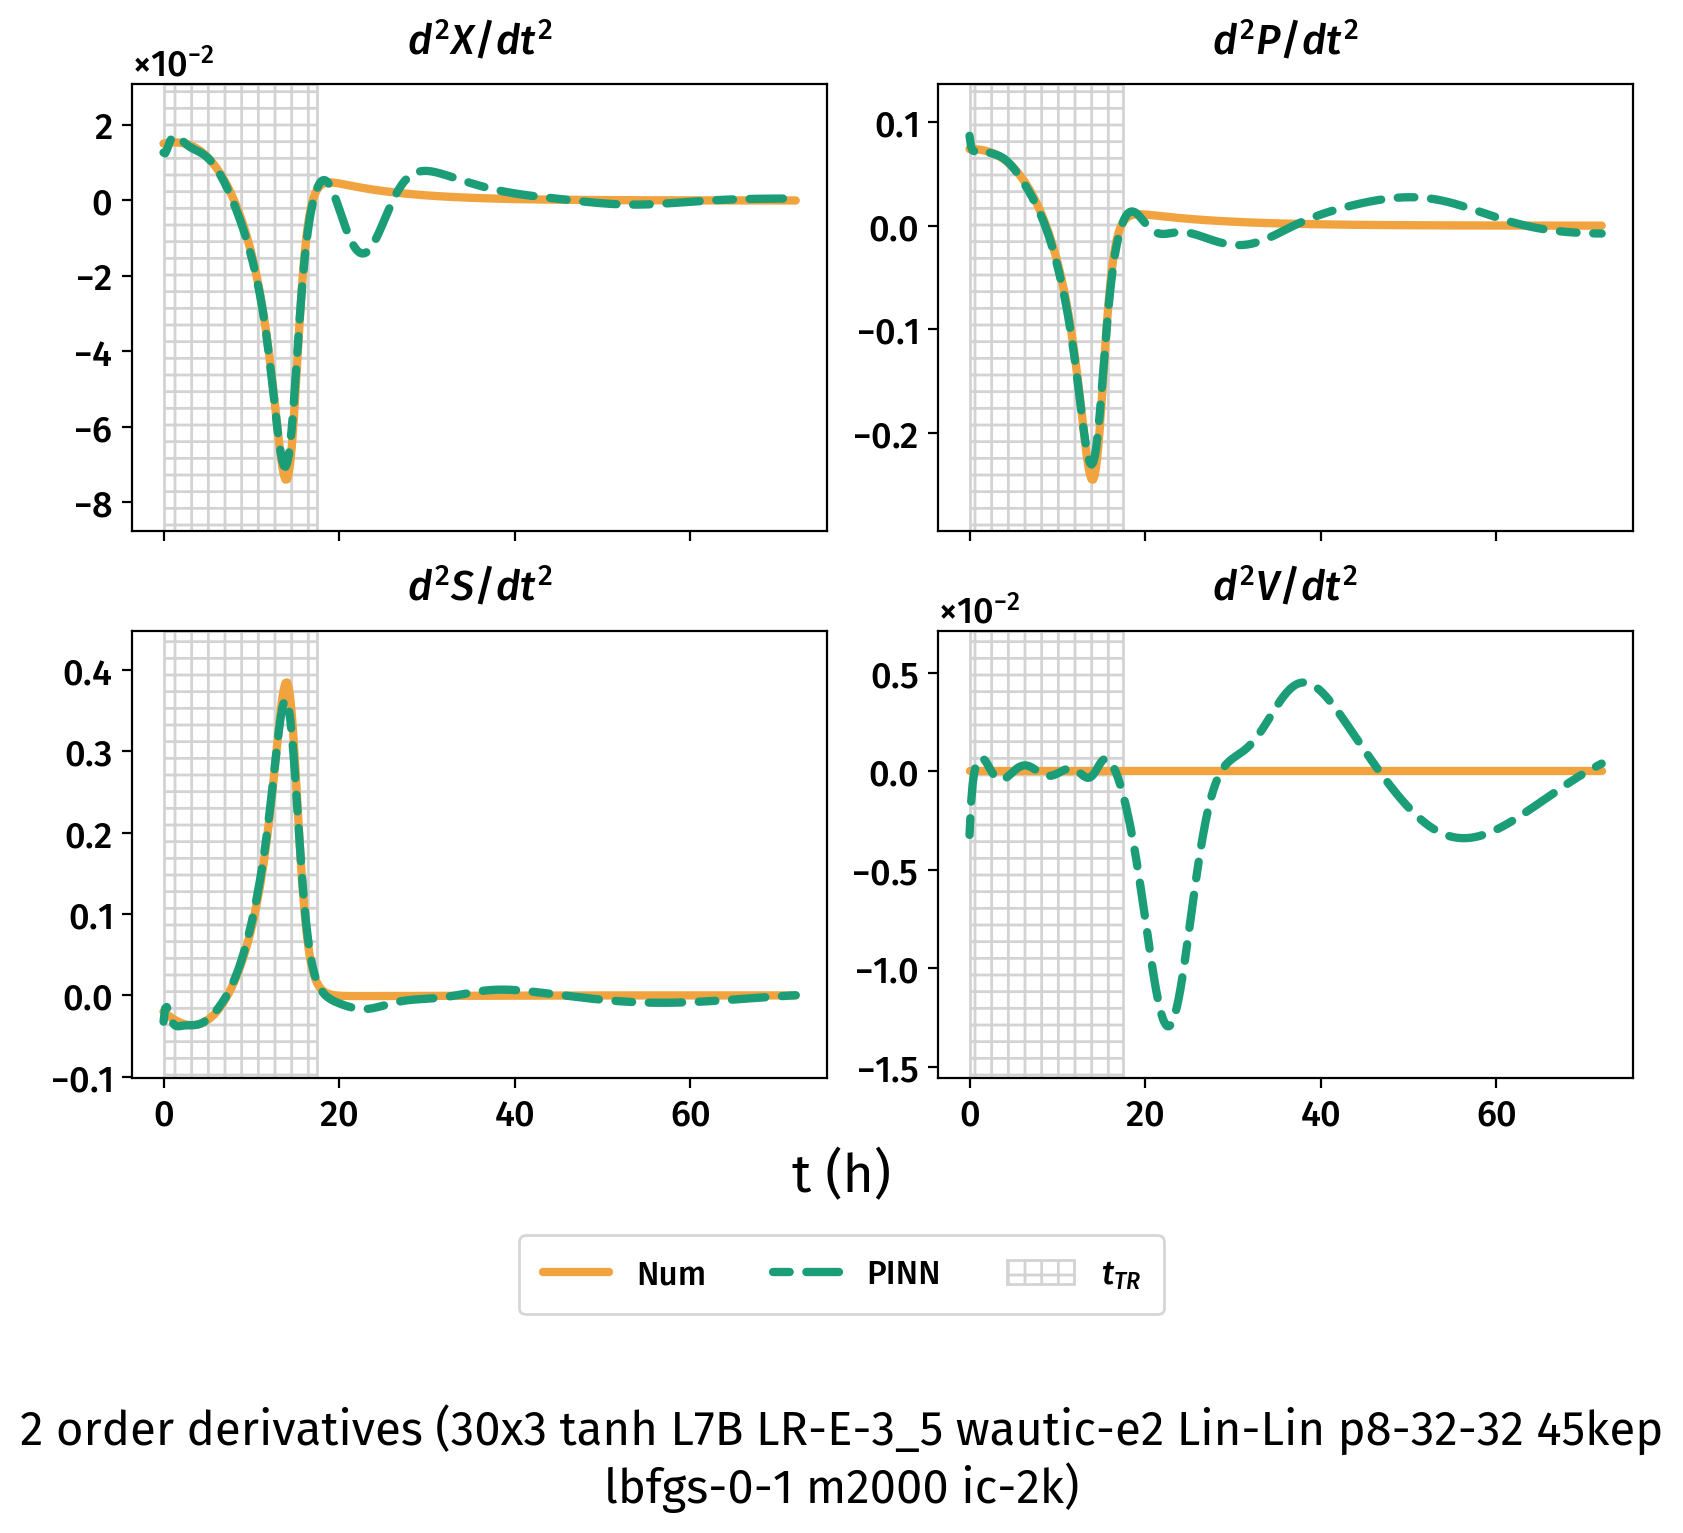 d²X/dt²
×10⁻²
2
0
−2
−4
−6
−8
d²P/dt²
0.1
0.0
−0.1
−0.2
d²S/dt²
0.4
0.3
0.2
0.1
0.0
−0.1
0 20 40 60
d²V/dt²
×10⁻²
0.5
0.0
−0.5
−1.0
−1.5
0 20 40 60
t (h)
Num PINN t_TR
2 order derivatives (30x3 tanh L7B LR-E-3_5 wautic-e2 Lin-Lin p8-32-32 45kep
lbfgs-0-1 m2000 ic-2k)